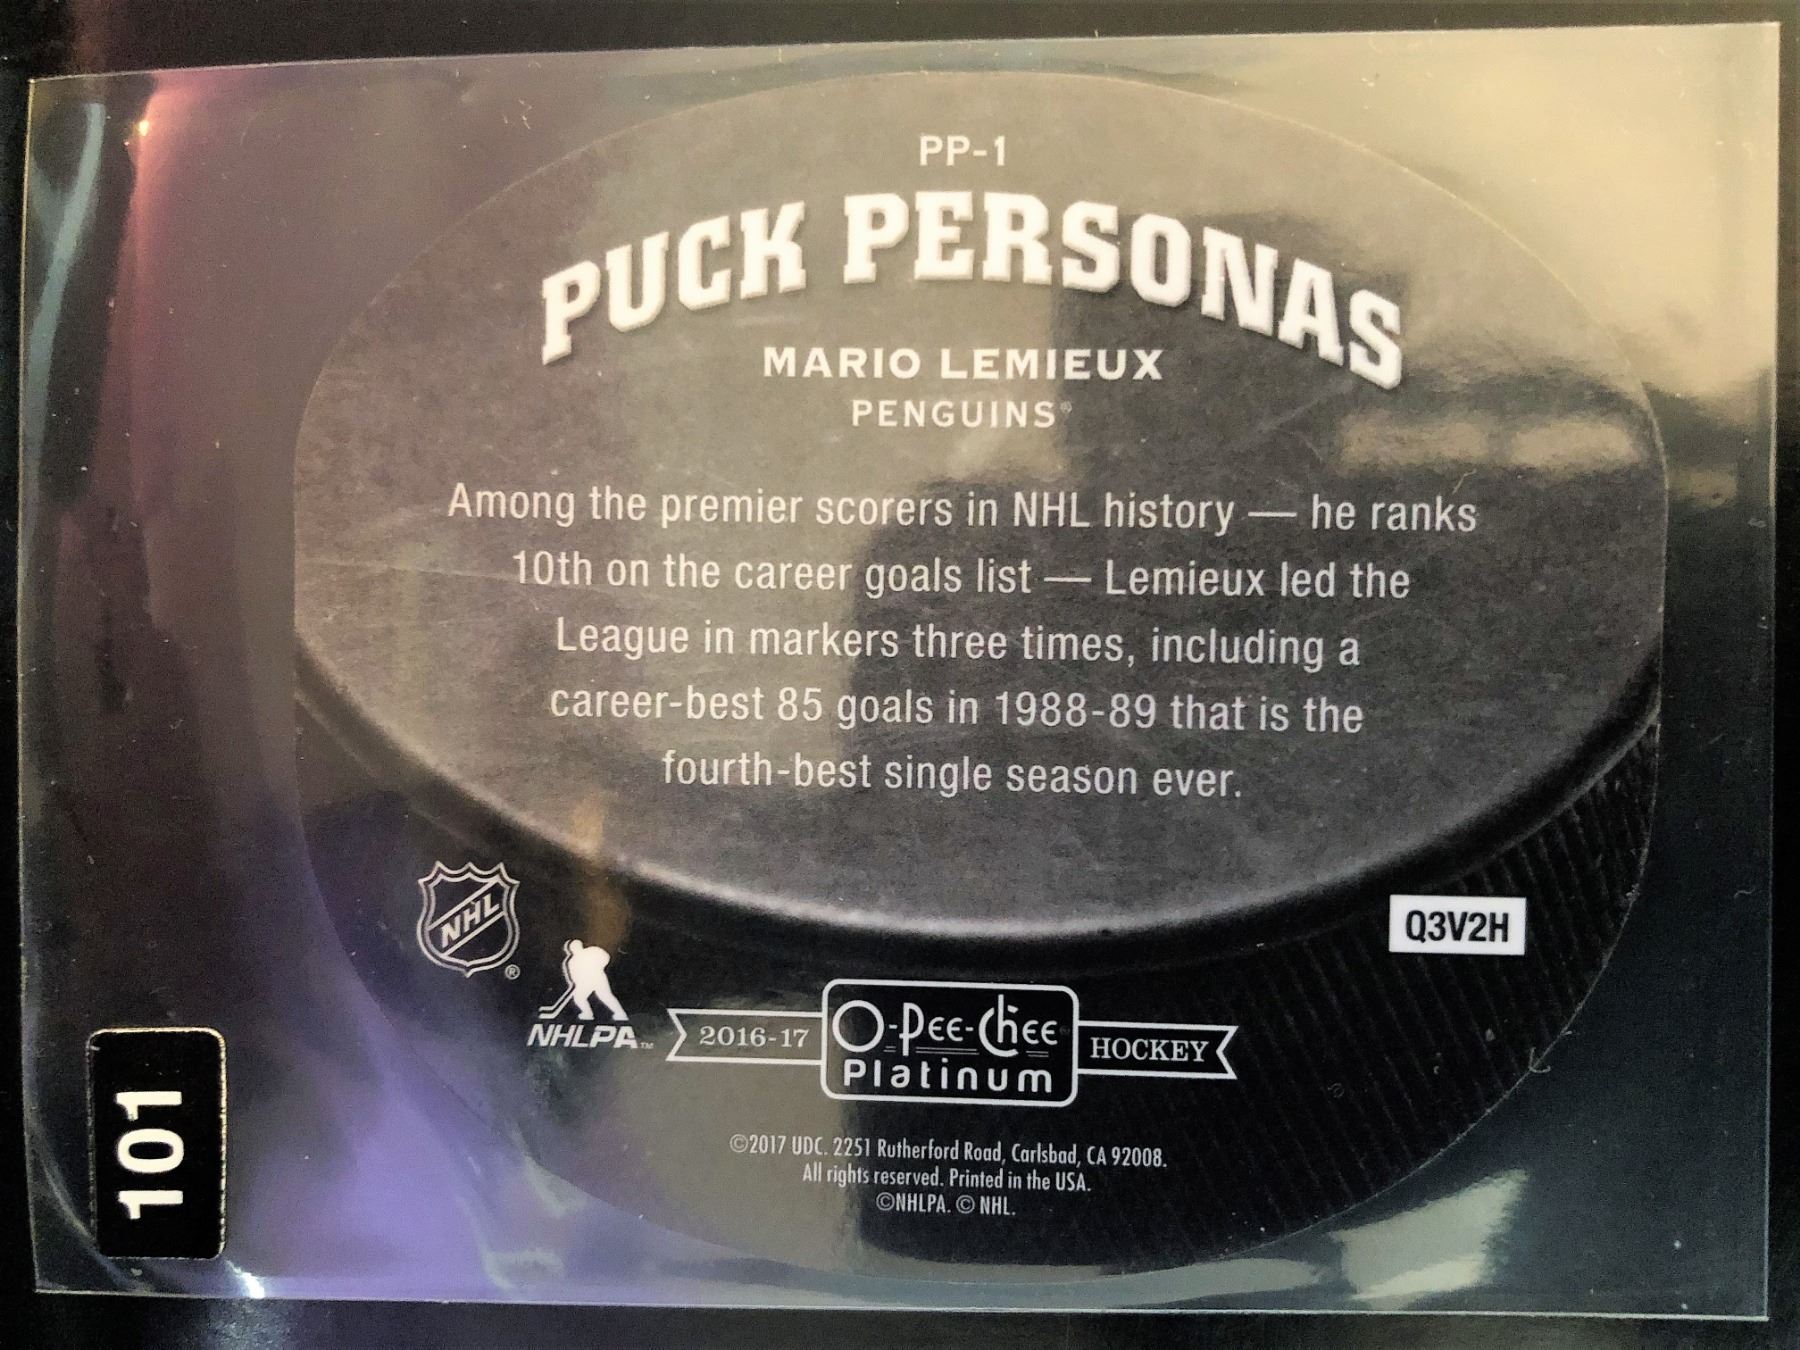 PP-1
PUCK PERSONAS
MARIO LEMIEUX
PENGUINS®
Among the premier scorers in NHL history — he ranks
10th on the career goals list — Lemieux led the
League in markers three times, including a
career-best 85 goals in 1988-89 that is the
fourth-best single season ever.
NHL®
Q3V2H
NHLPA™
2016-17 O-Pee-Chee HOCKEY
Platinum
©2017 UDC. 2251 Rutherford Road, Carlsbad, CA 92008.
All rights reserved. Printed in the USA.
©NHLPA. © NHL.
101